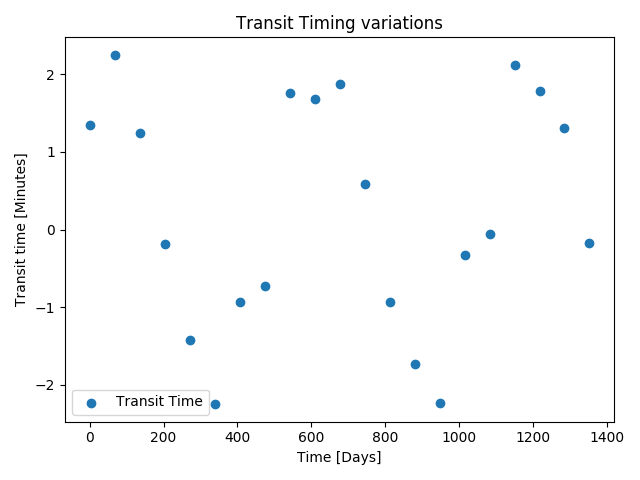 Transit Timing variations
Transit time [Minutes]
2
1
0
−1
−2
Transit Time
0 200 400 600 800 1000 1200 1400
Time [Days]